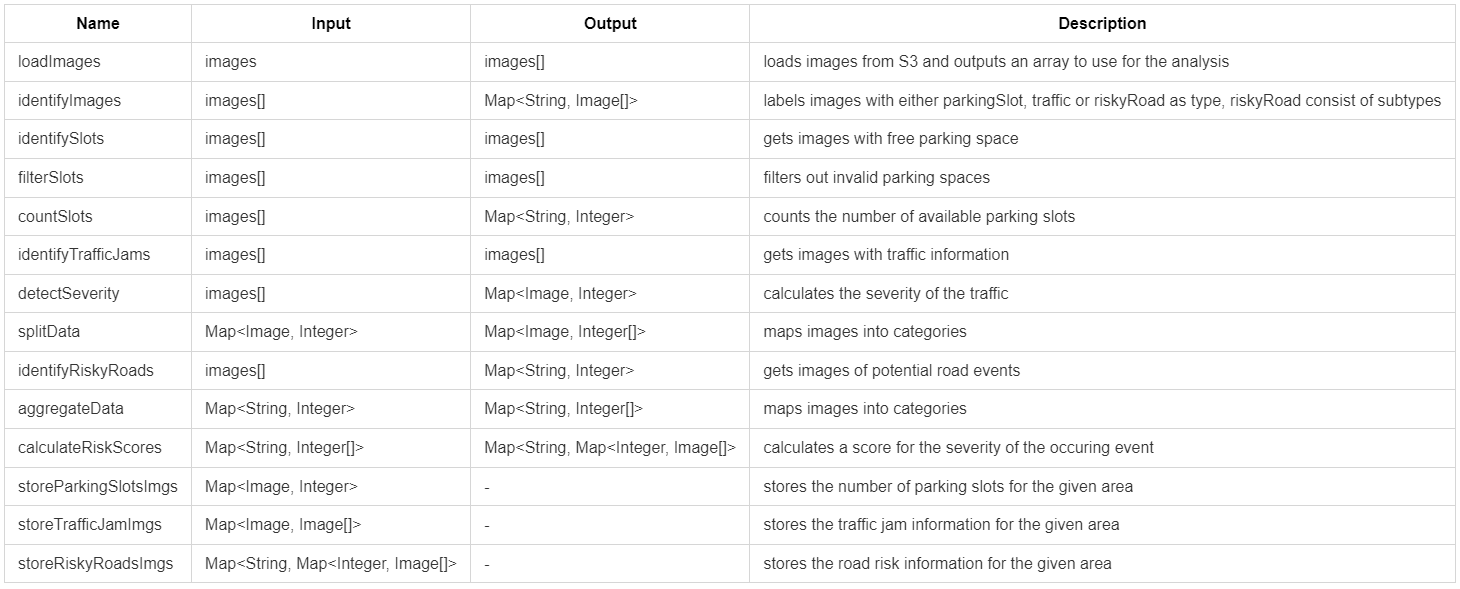 Name Input Output Description
loadImages images images[] loads images from S3 and outputs an array to use for the analysis
identifyImages images[] Map<String, Image[]> labels images with either parkingSlot, traffic or riskyRoad as type, riskyRoad consist of subtypes
identifySlots images[] images[] gets images with free parking space
filterSlots images[] images[] filters out invalid parking spaces
countSlots images[] Map<String, Integer> counts the number of available parking slots
identifyTrafficJams images[] images[] gets images with traffic information
detectSeverity images[] Map<Image, Integer> calculates the severity of the traffic
splitData Map<Image, Integer> Map<Image, Integer[]> maps images into categories
identifyRiskyRoads images[] Map<String, Integer> gets images of potential road events
aggregateData Map<String, Integer> Map<String, Integer[]> maps images into categories
calculateRiskScores Map<String, Integer[]> Map<String, Map<Integer, Image[]> calculates a score for the severity of the occuring event
storeParkingSlotsImgs Map<Image, Integer> - stores the number of parking slots for the given area
storeTrafficJamImgs Map<Image, Image[]> - stores the traffic jam information for the given area
storeRiskyRoadsImgs Map<String, Map<Integer, Image[]> - stores the road risk information for the given area